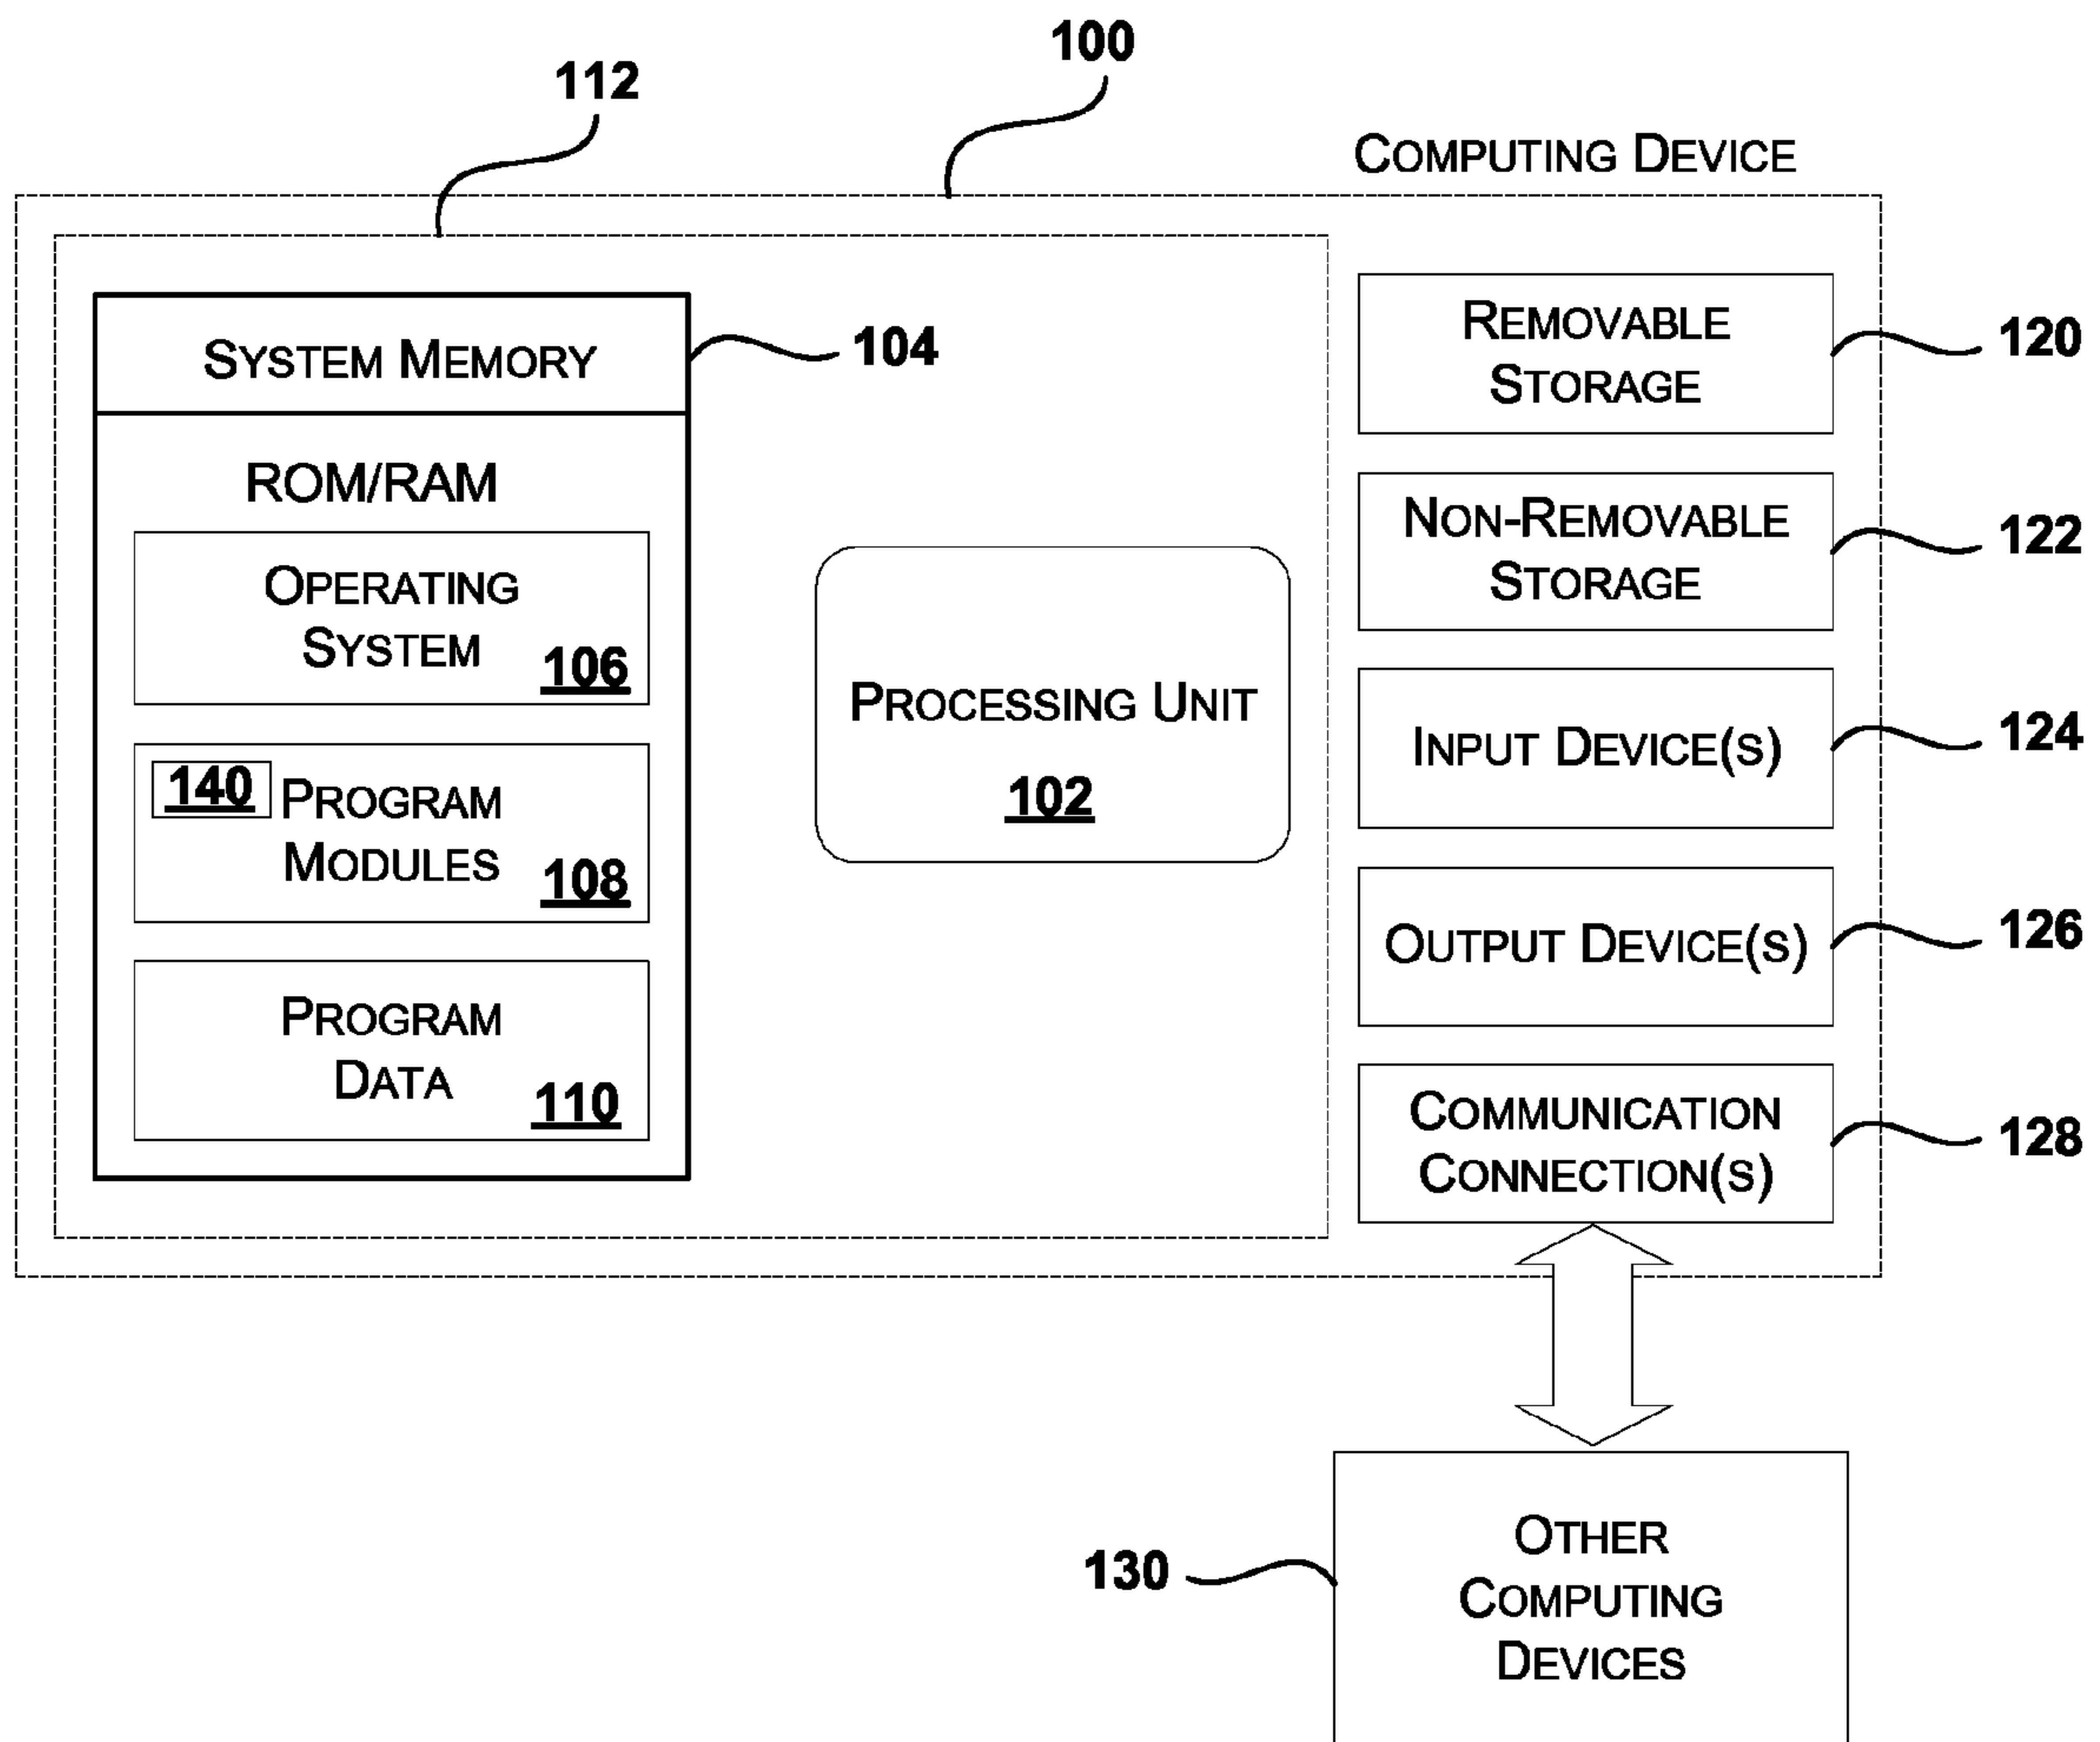 100
112
COMPUTING DEVICE
SYSTEM MEMORY
104
ROM/RAM
OPERATING
SYSTEM
106
140
PROGRAM
MODULES
108
PROGRAM
DATA
110
PROCESSING UNIT
102
REMOVABLE
STORAGE
120
NON-REMOVABLE
STORAGE
122
INPUT DEVICE(S)
124
OUTPUT DEVICE(S)
126
COMMUNICATION
CONNECTION(S)
128
130
OTHER
COMPUTING
DEVICES